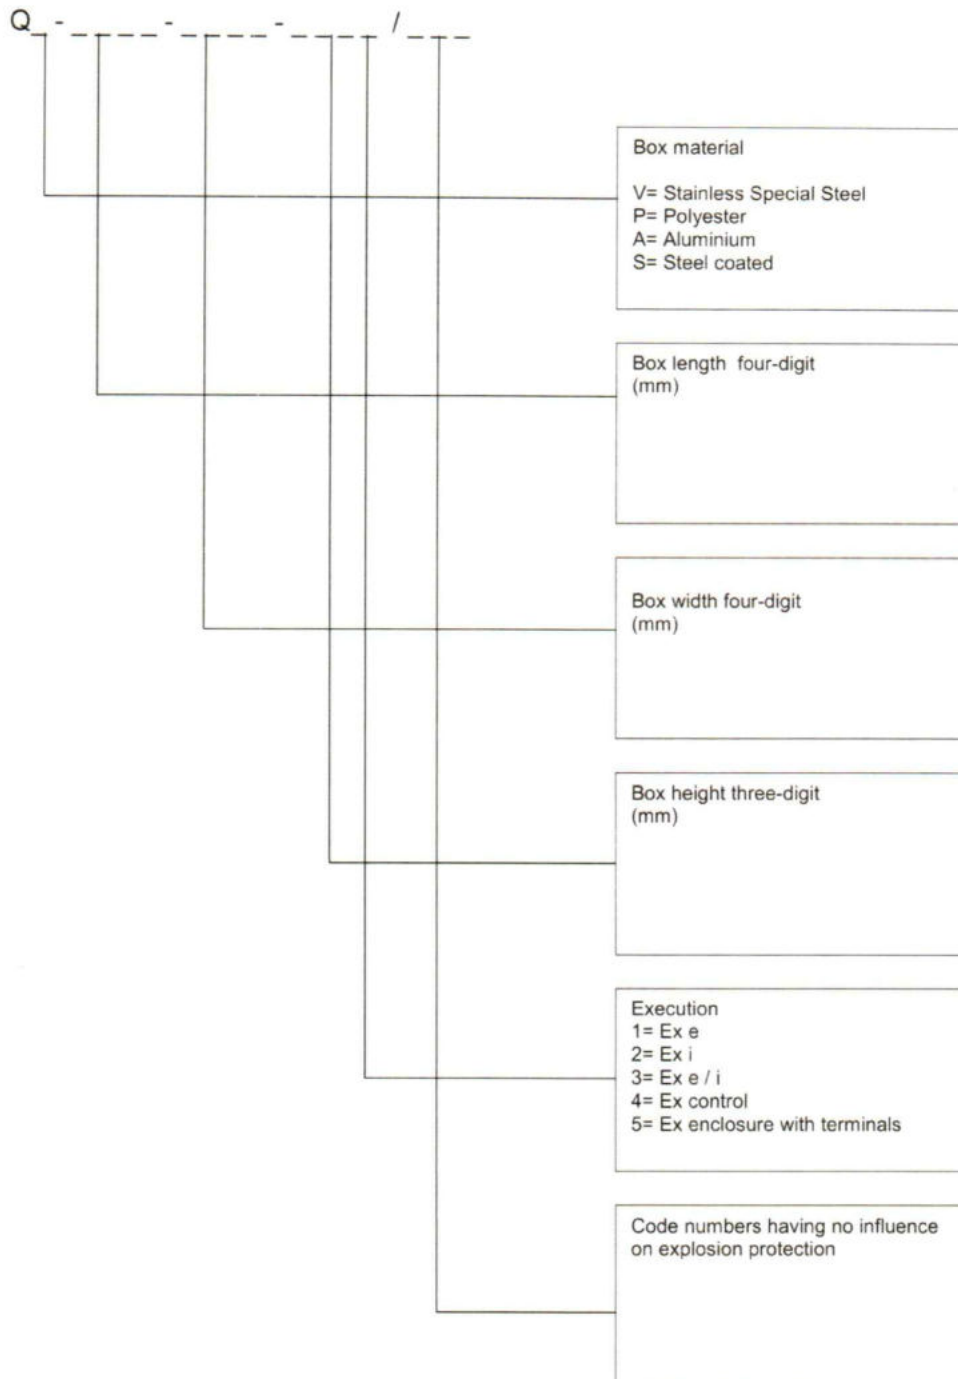 Q_-____-____-____/___
Box material
V= Stainless Special Steel
P= Polyester
A= Aluminium
S= Steel coated
Box length four-digit
(mm)
Box width four-digit
(mm)
Box height three-digit
(mm)
Execution
1= Ex e
2= Ex i
3= Ex e / i
4= Ex control
5= Ex enclosure with terminals
Code numbers having no influence
on explosion protection